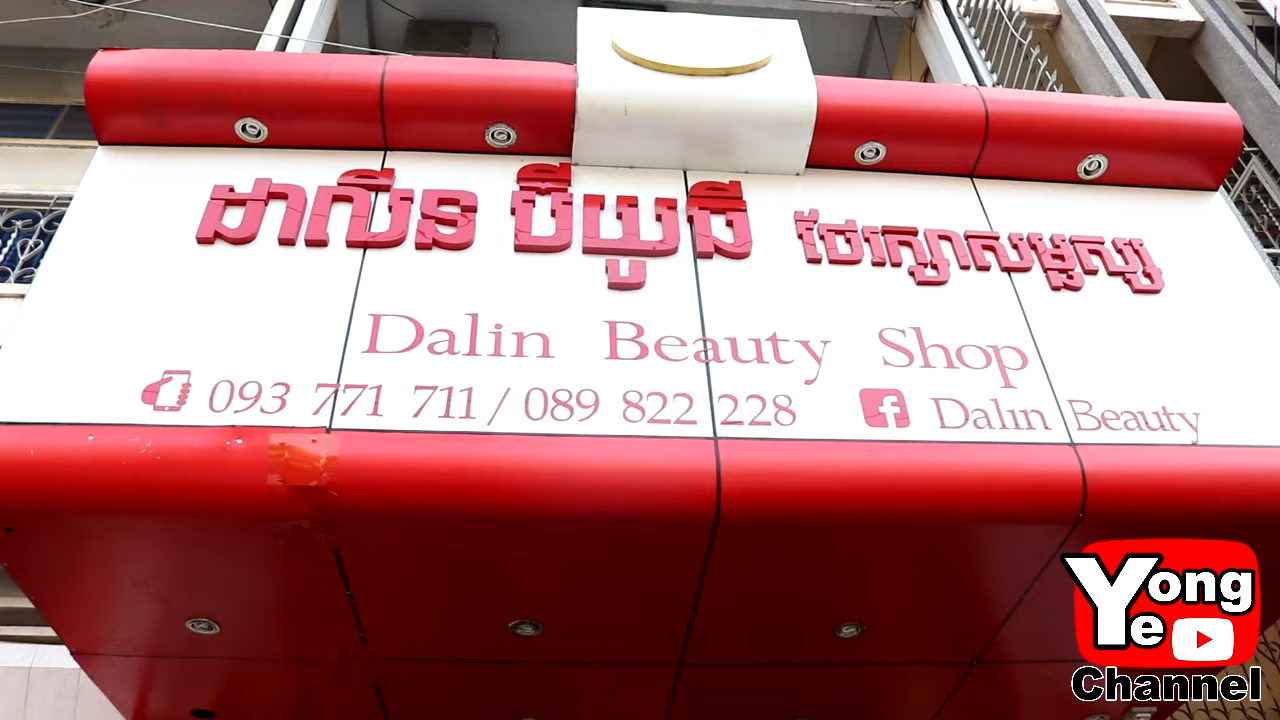 ដាលីន ប៊ីយូធី ថែរក្សាសម្ផស្ស
Dalin Beauty Shop
093 771 711 / 089 822 228 Dalin Beauty
Yong
Ye
Channel